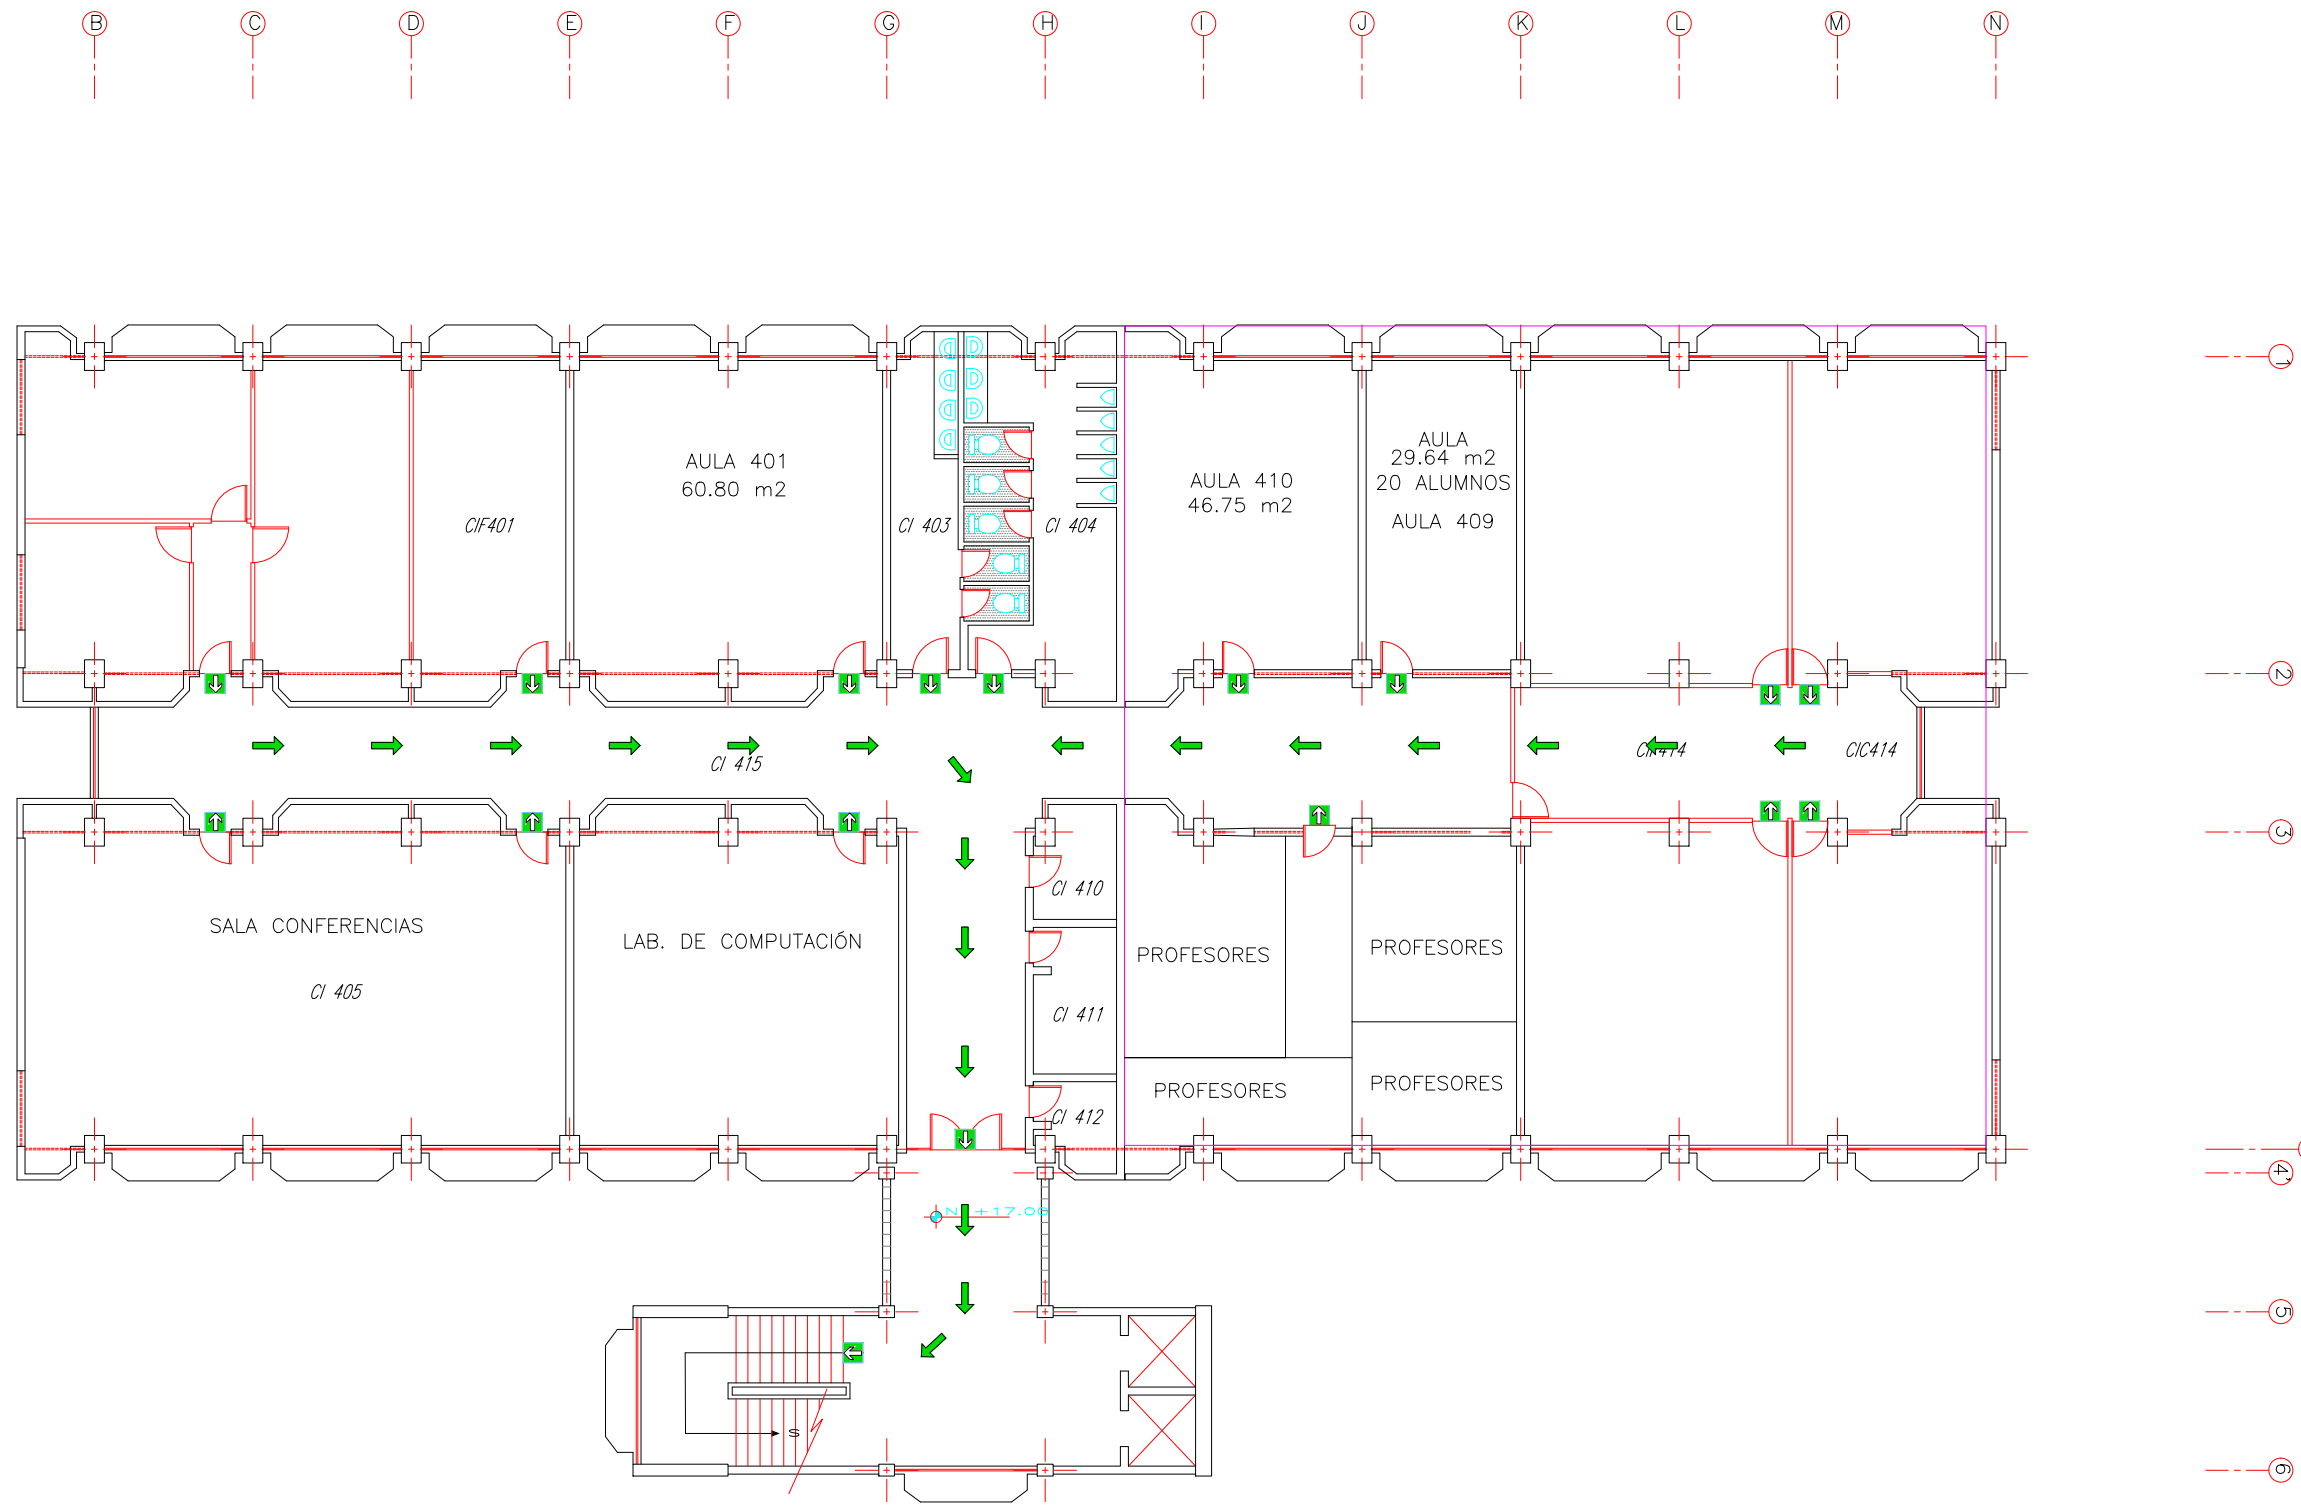 B C D E F G H I J K L M N
1
AULA 401
60.80 m2
CIF401
CI 403
CI 404
AULA 410
46.75 m2
AULA
29.64 m2
20 ALUMNOS
AULA 409
2
CI 415
CIC414
3
SALA CONFERENCIAS
CI 405
LAB. DE COMPUTACIÓN
CI 410
CI 411
CI 412
PROFESORES
PROFESORES
PROFESORES
PROFESORES
4'
N +17.00
5
S
6